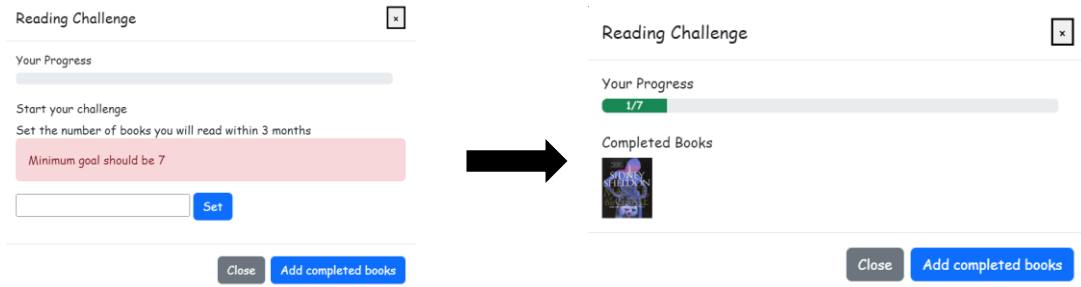 Reading Challenge
×
Your Progress
Start your challenge
Set the number of books you will read within 3 months
Minimum goal should be 7
Set
Close
Add completed books
Reading Challenge
×
Your Progress
1/7
Completed Books
SIDNEY
SHELDON
Close
Add completed books